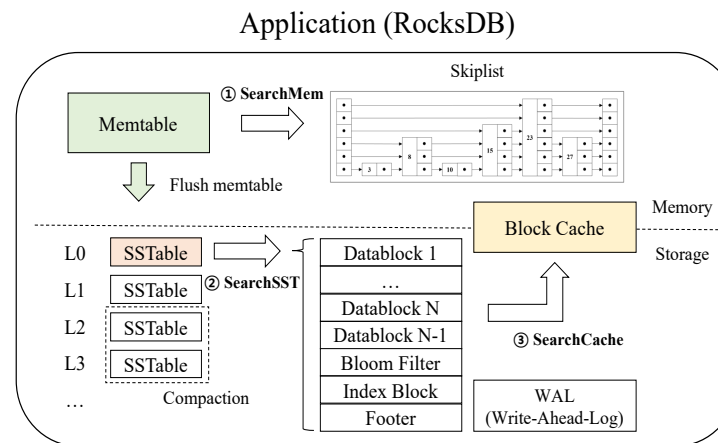 Application (RocksDB)
Skiplist
① SearchMem
Memtable
3
8
10
15
23
27
Flush memtable
Memory
Block Cache
Storage
L0
SSTable
② SearchSST
L1
SSTable
L2
SSTable
L3
SSTable
…
Compaction
Datablock 1
…
Datablock N
Datablock N-1
Bloom Filter
Index Block
Footer
③ SearchCache
WAL
(Write-Ahead-Log)